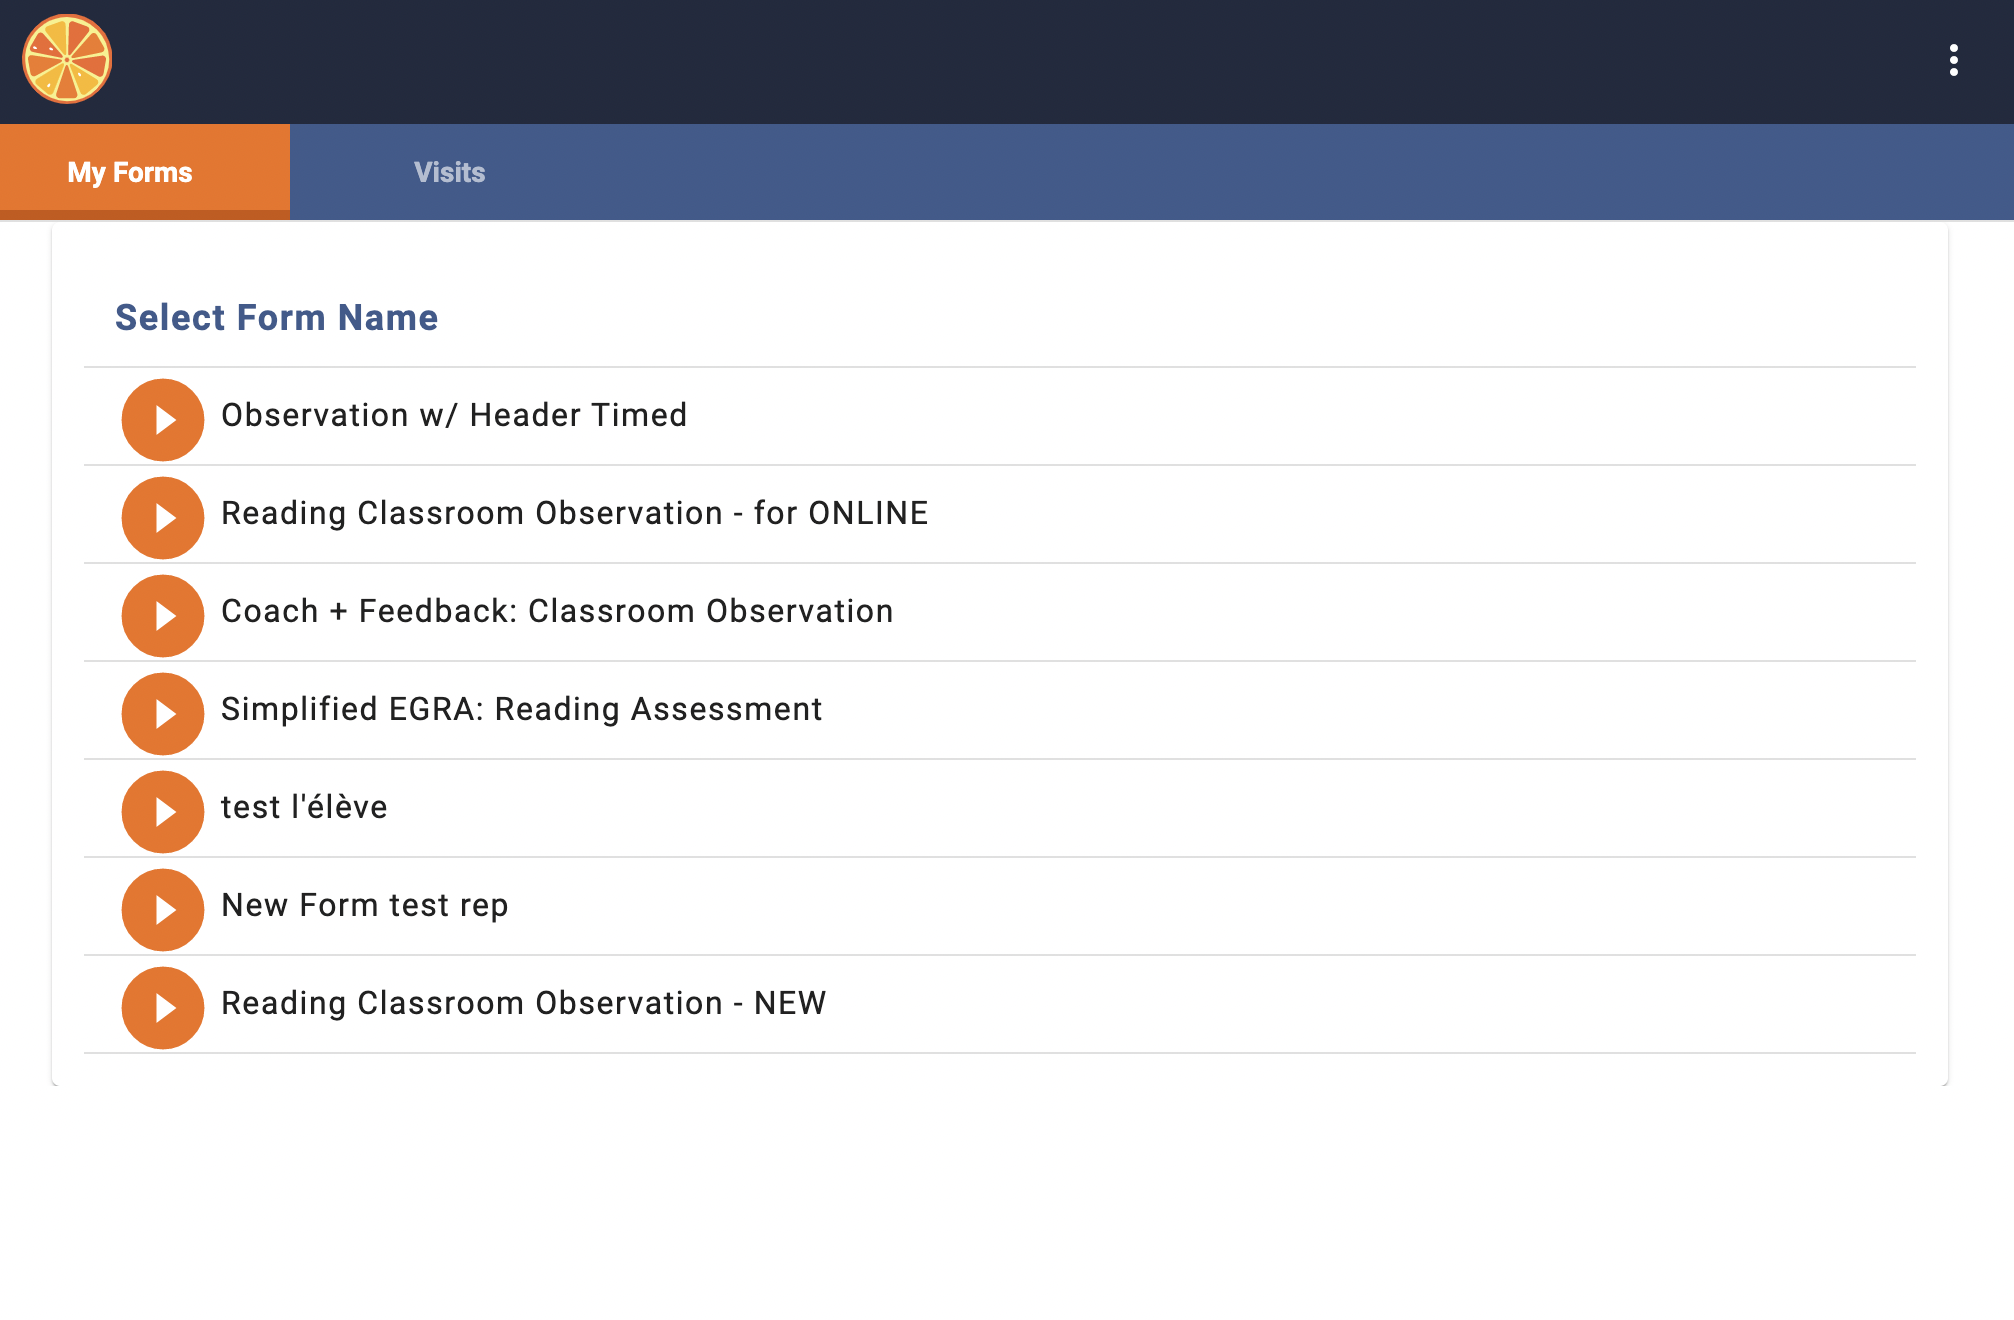 My Forms
Visits
Select Form Name
Observation w/ Header Timed
Reading Classroom Observation - for ONLINE
Coach + Feedback: Classroom Observation
Simplified EGRA: Reading Assessment
test l'élève
New Form test rep
Reading Classroom Observation - NEW